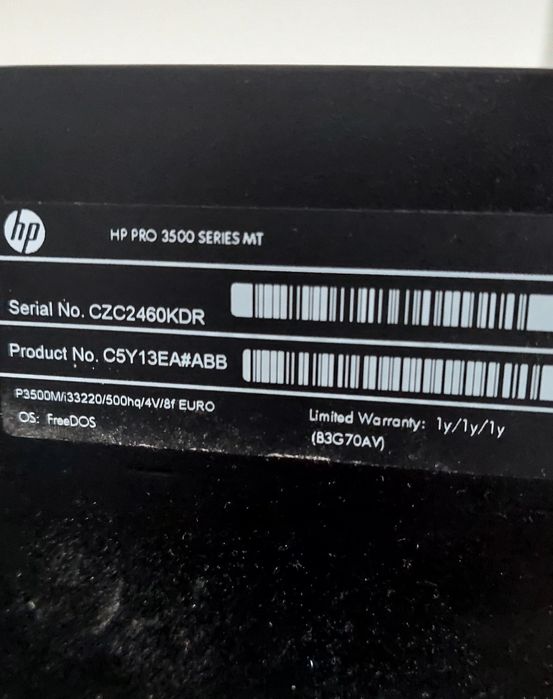 hp
HP PRO 3500 SERIES MT
Serial No. CZC2460KDR
Product No. C5Y13EA#ABB
P3500M/i33220/500hq/4V/8f EURO
OS: FreeDOS
Limited Warranty: 1y/1y/1y
(B3G70AV)